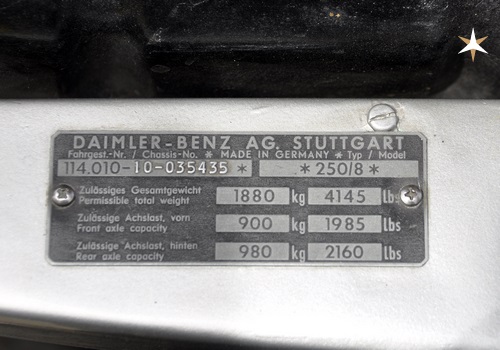 DAIMLER-BENZ AG. STUTTGART
Fahrgest.-Nr. / Chassis-No. * MADE IN GERMANY * Typ / Model
114.010-10-035435 * * 250/8 *
Zulässiges Gesamtgewicht
Permissible total weight 1880 kg 4145 lbs
Zulässige Achslast, vorn
Front axle capacity 900 kg 1985 Lbs
Zulässige Achslast, hinten
Rear axle capacity 980 kg 2160 Lbs